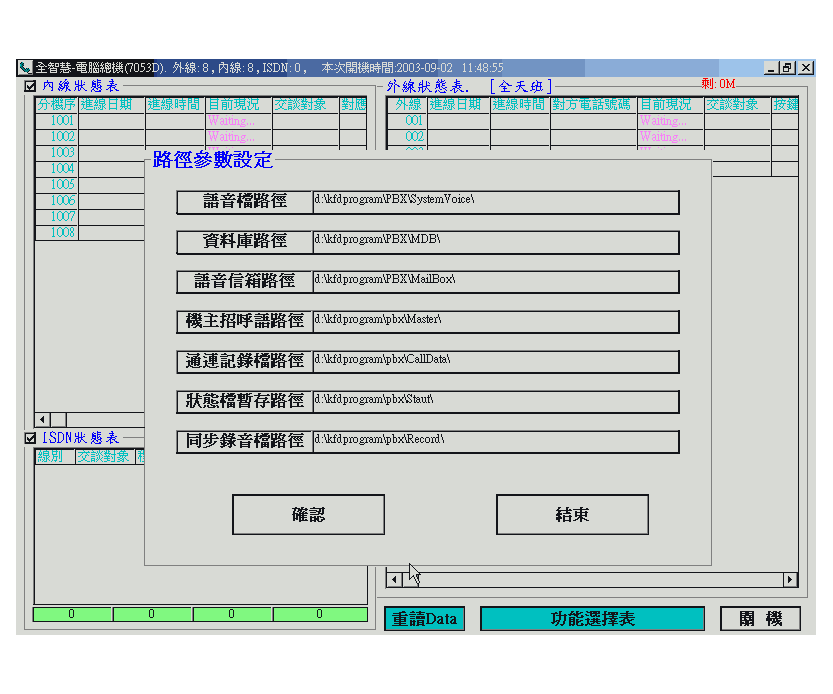 全智慧-電腦總機(7053D). 外線:8,內線:8,ISDN:0, 本次開機時間:2003-09-02 11:48:55
內線狀態表
分機序 進線日期 進線時間 目前現況 交談對象 對應
1001 Waiting...
1002 Waiting...
1003
1004
1005
1006
1007
1008
外線狀態表. [全天班] 剩:0M
外線 進線日期 進線時間 對方電話號碼 目前現況 交談對象 按鍵
001 Waiting...
002 Waiting...
路徑參數設定
語音檔路徑 d:\kfdprogram\PBX\SystemVoice\
資料庫路徑 d:\kfdprogram\PBX\MDB\
語音信箱路徑 d:\kfdprogram\PBX\MailBox\
機主招呼語路徑 d:\kfdprogram\pbx\Master\
通連記錄檔路徑 d:\kfdprogram\pbx\CallData\
狀態檔暫存路徑 d:\kfdprogram\pbx\Stauf\
同步錄音檔路徑 d:\kfdprogram\pbx\Record\
確認 結束
ISDN狀態表
線別 交談對象
0 0 0 0
重讀Data 功能選擇表 關 機